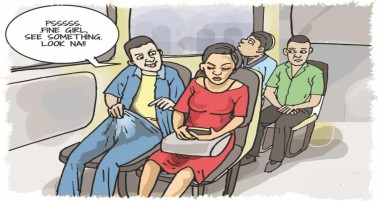 PSSSSS.
FINE GIRL,
SEE SOMETHING.
LOOK NA!!